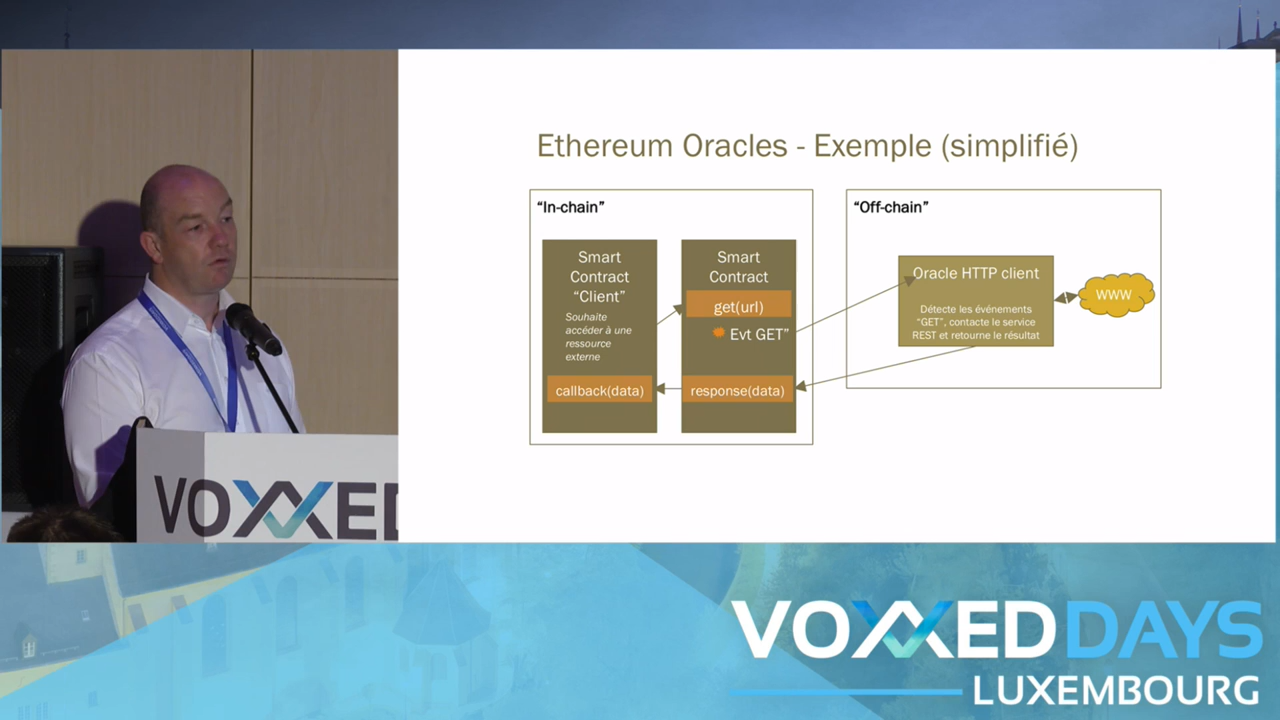 Ethereum Oracles - Exemple (simplifié)
“In-chain”
Smart
Contract
“Client”
Souhaite
accéder à une
ressource
externe
callback(data)
Smart
Contract
get(url)
Evt GET”
response(data)
“Off-chain”
Oracle HTTP client
Détecte les événements
“GET”, contacte le service
REST et retourne le résultat
WWW
VOXXED
VOXXEDDAYS
LUXEMBOURG